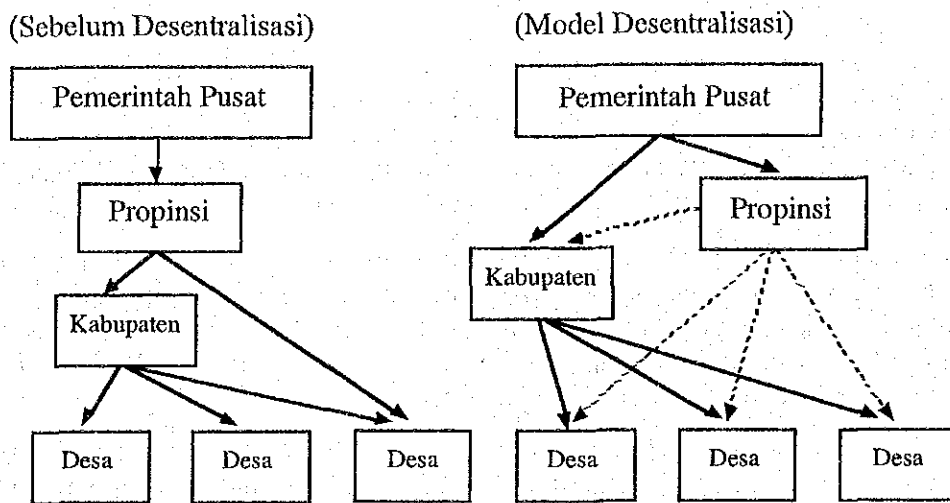 (Sebelum Desentralisasi)
Pemerintah Pusat
Propinsi
Kabupaten
Desa
Desa
Desa
(Model Desentralisasi)
Pemerintah Pusat
Propinsi
Kabupaten
Desa
Desa
Desa